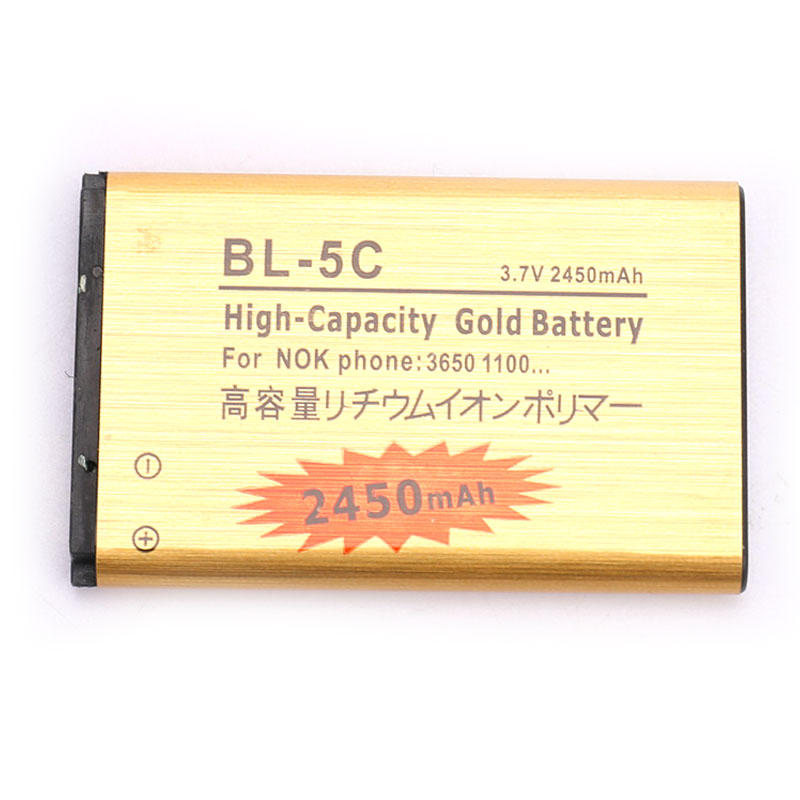 BL-5C
3.7V 2450mAh
High-Capacity Gold Battery
For NOK phone:3650 1100...
高容量リチウムイオンポリマー
2450mAh